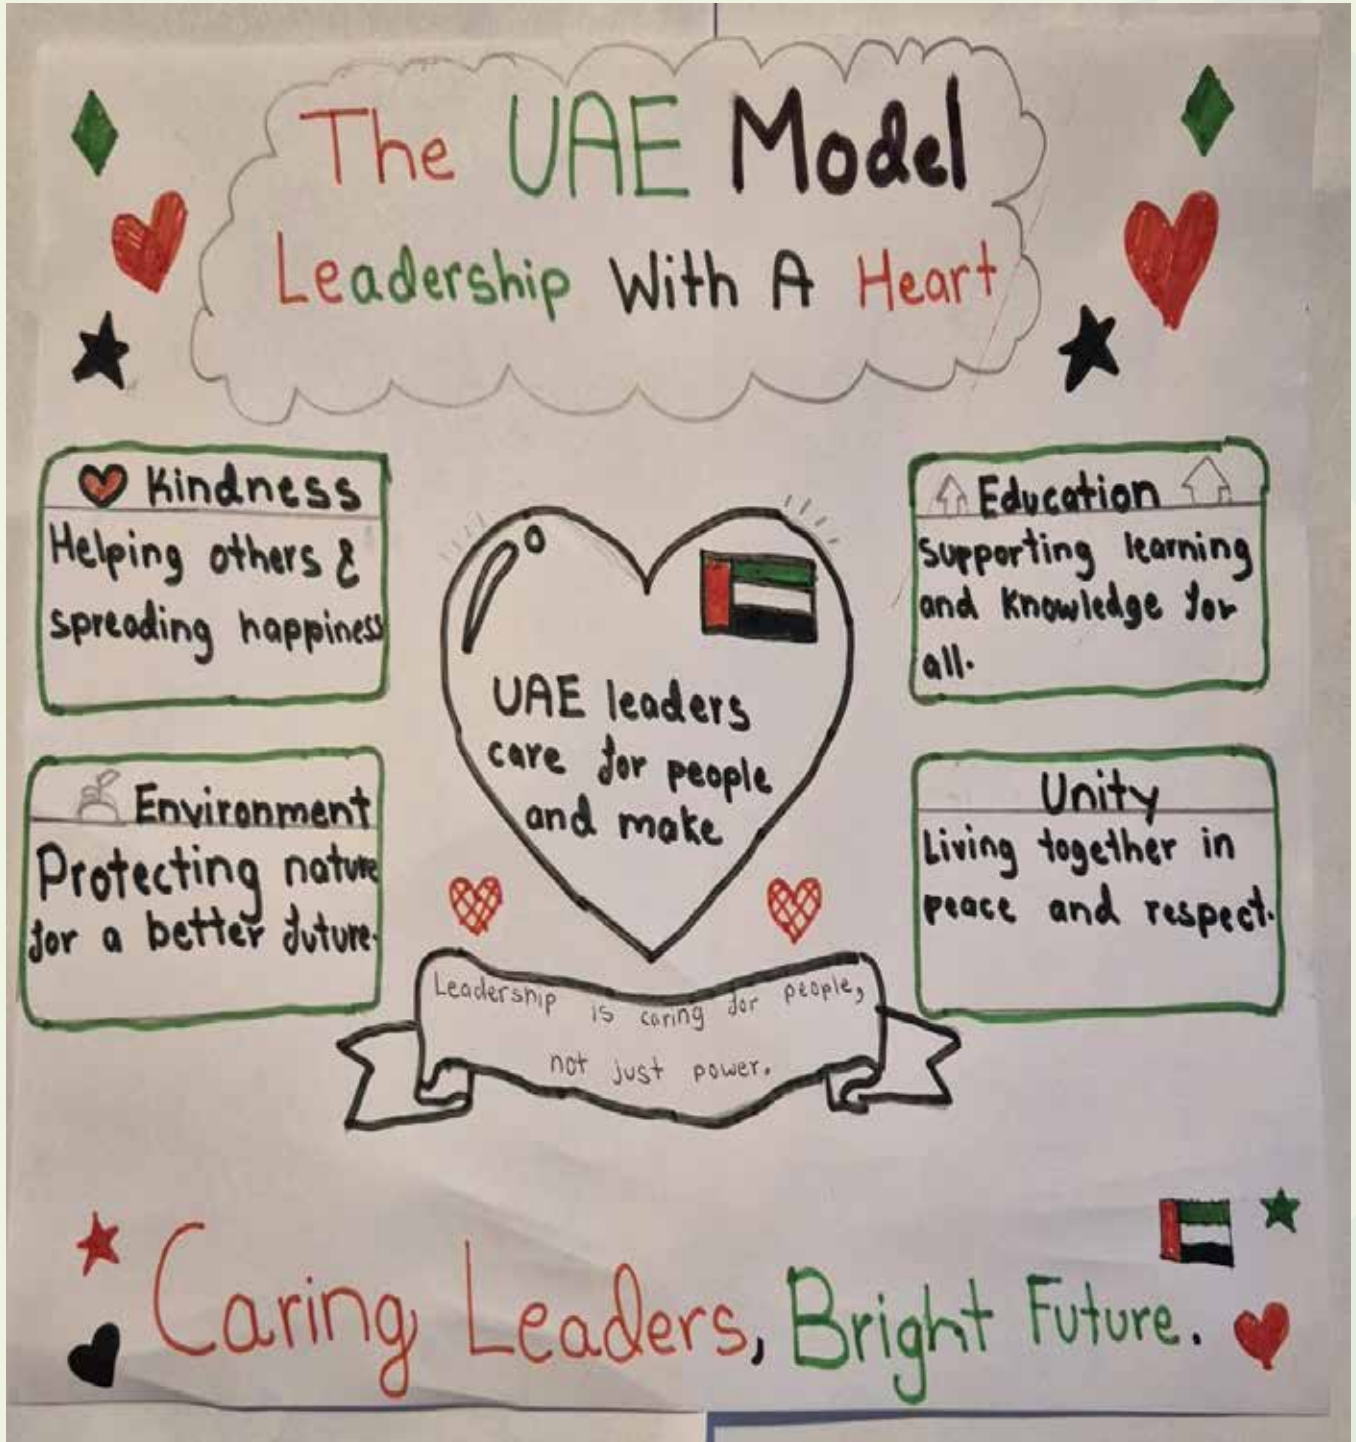 The UAE Model
Leadership With A Heart
Kindness
Helping others &
spreading happiness
Education
supporting learning
and knowledge for
all.
UAE leaders
care for people
and make
Environment
Protecting nature
for a better future.
Unity
Living together in
peace and respect.
Leadership is caring for people,
not just power.
Caring Leaders, Bright Future.